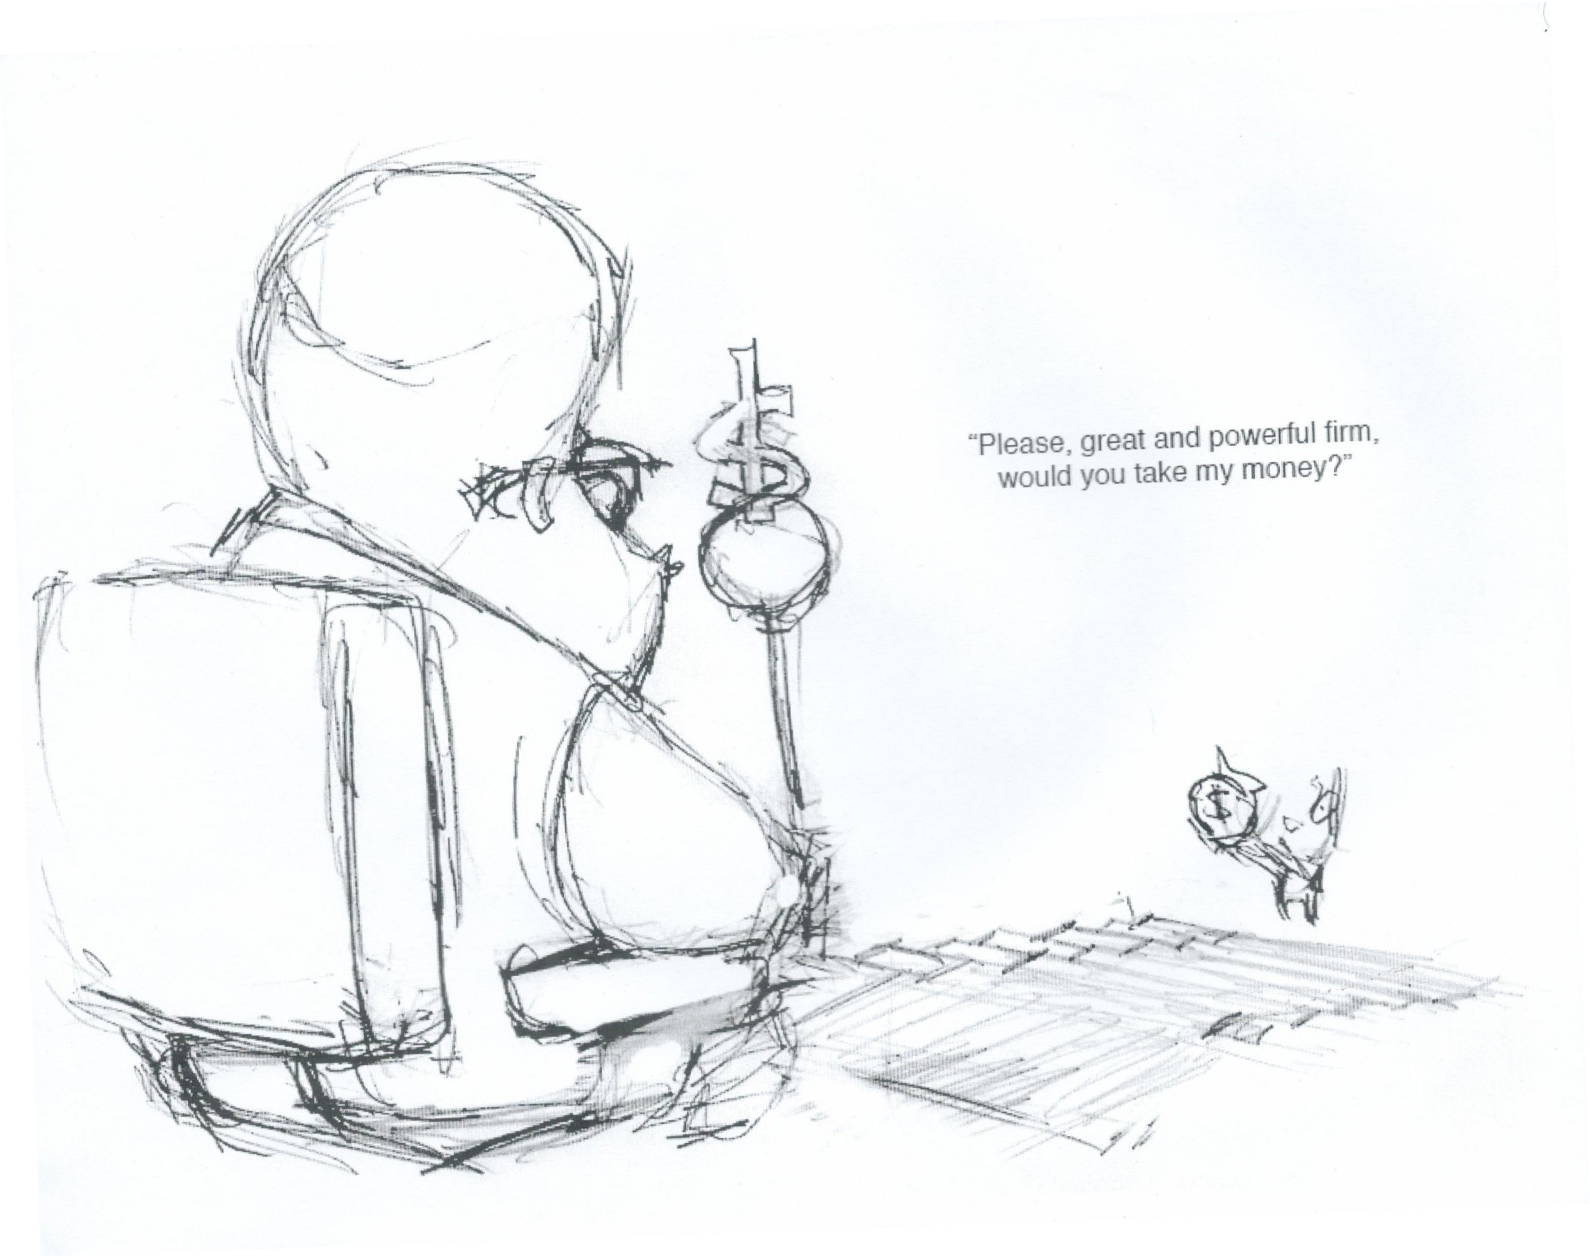 “Please, great and powerful firm,
would you take my money?”
$
$